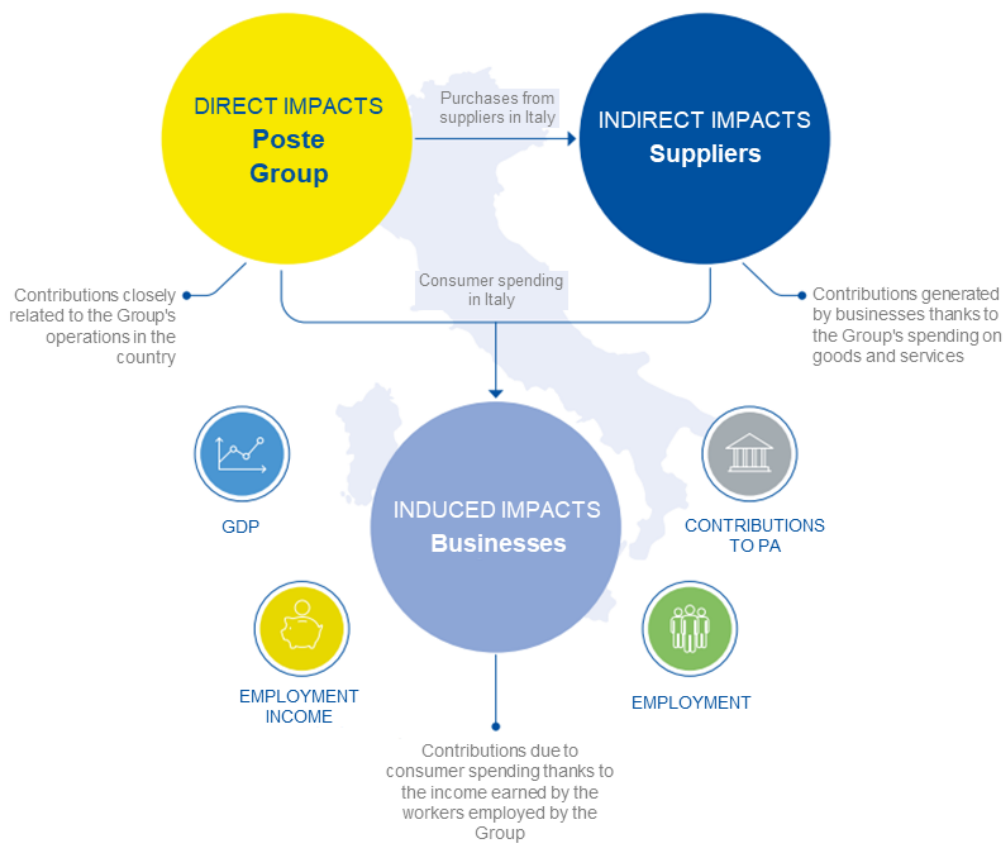 DIRECT IMPACTS
Poste
Group
Purchases from
suppliers in Italy
INDIRECT IMPACTS
Suppliers
Consumer spending
in Italy
Contributions closely
related to the Group's
operations in the
country
Contributions generated
by businesses thanks to
the Group's spending on
goods and services
INDUCED IMPACTS
Businesses
GDP
CONTRIBUTIONS
TO PA
EMPLOYMENT
INCOME
EMPLOYMENT
Contributions due to
consumer spending thanks to
the income earned by the
workers employed by the
Group